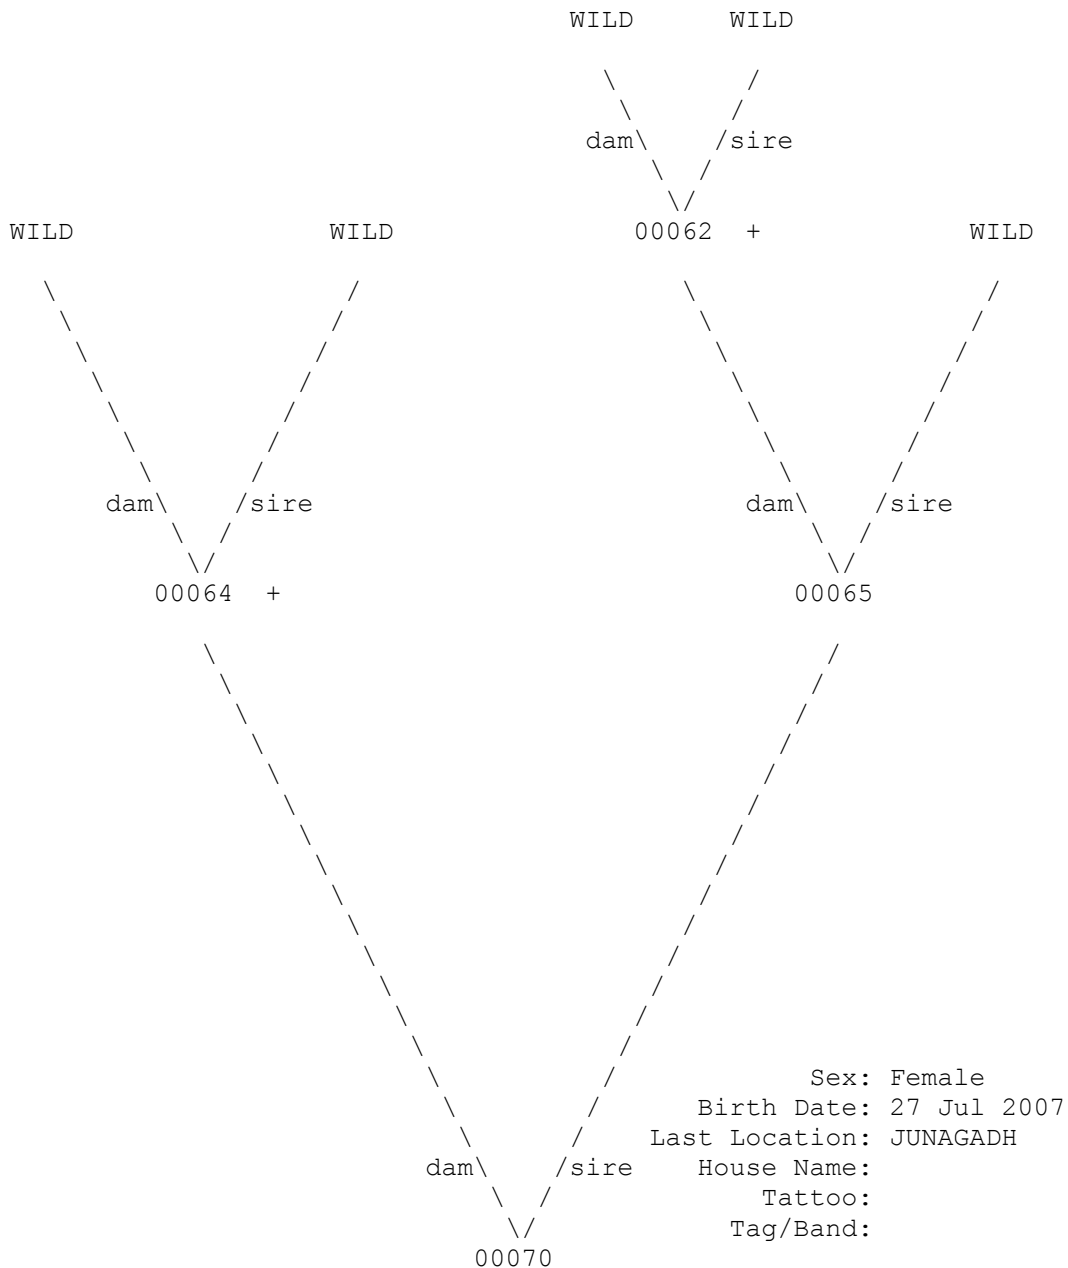 WILD WILD
\ /
\ /
dam\ /sire
\ /
\/
WILD WILD 00062 + WILD
\ / \ /
\ / \ /
\ / \ /
\ / \ /
\ / \ /
\ / \ /
\ / \ /
dam\ /sire dam\ /sire
\ / \ /
\/ \/
00064 + 00065
\ /
\ /
\ /
\ /
\ /
\ /
\ /
\ /
\ /
\ /
\ /
\ /
\ /
\ /
\ / Sex: Female
\ / Birth Date: 27 Jul 2007
\ / Last Location: JUNAGADH
dam\ /sire House Name:
\ / Tattoo:
\/ Tag/Band:
00070